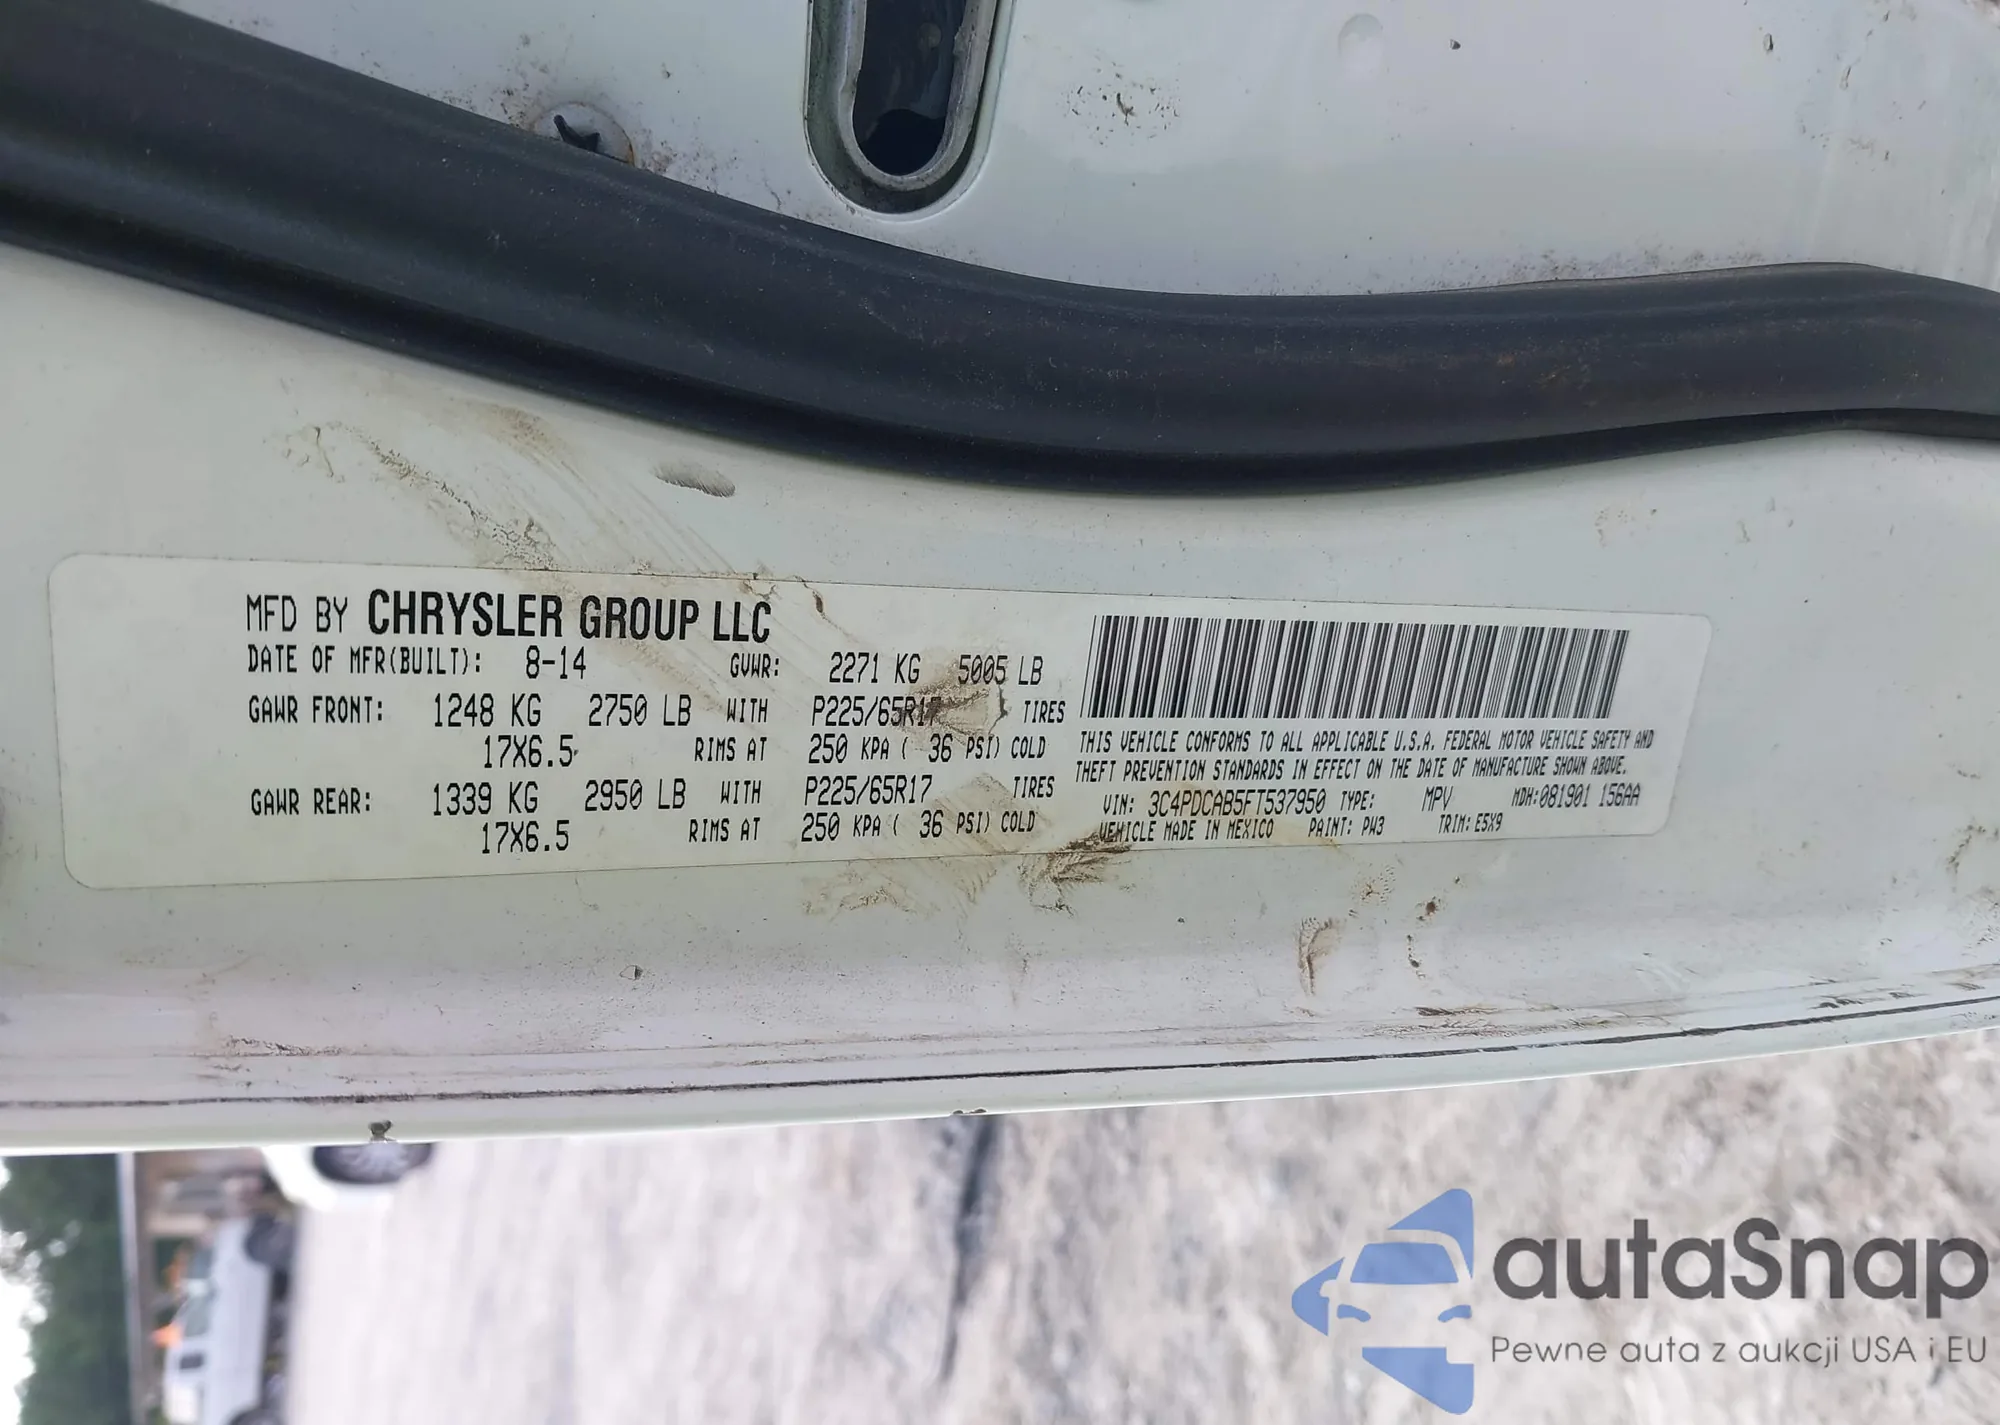 MFD BY CHRYSLER GROUP LLC
DATE OF MFR(BUILT): 8-14 GVWR: 2271 KG 5005 LB
GAWR FRONT: 1248 KG 2750 LB WITH P225/65R17 TIRES
17X6.5 RIMS AT 250 KPA ( 36 PSI) COLD
GAWR REAR: 1339 KG 2950 LB WITH P225/65R17 TIRES
17X6.5 RIMS AT 250 KPA ( 36 PSI) COLD
THIS VEHICLE CONFORMS TO ALL APPLICABLE U.S.A. FEDERAL MOTOR VEHICLE SAFETY AND
THEFT PREVENTION STANDARDS IN EFFECT ON THE DATE OF MANUFACTURE SHOWN ABOVE.
VIN: 3C4PDCAB5FT537950 TYPE: MPV MDH:081901 156AA
VEHICLE MADE IN MEXICO PAINT: PW3 TRIM: E5X9
autaSnap
Pewne auta z aukcji USA i EU